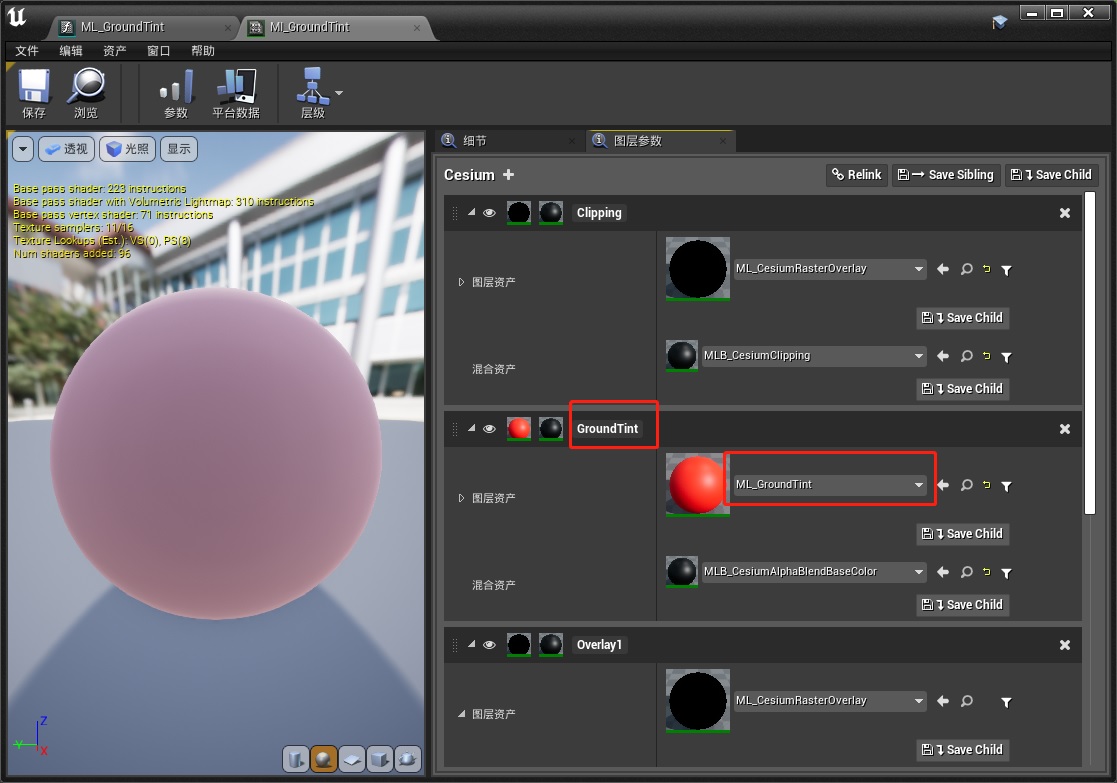 ML_GroundTint
MI_GroundTint
文件 编辑 资产 窗口 帮助
保存 浏览 参数 平台数据 层级
透视 光照 显示
Base pass shader: 223 instructions
Base pass shader with Volumetric Lightmap: 310 instructions
Base pass vertex shader: 71 instructions
Texture samplers: 11/16
Texture Lookups (Est.): VS(0), PS(8)
Num shaders added: 96
Z
Y
X
细节 图层参数
Cesium Relink Save Sibling Save Child
Clipping
图层资产 ML_CesiumRasterOverlay
Save Child
混合资产 MLB_CesiumClipping
Save Child
GroundTint
图层资产 ML_GroundTint
Save Child
混合资产 MLB_CesiumAlphaBlendBaseColor
Save Child
Overlay1
图层资产 ML_CesiumRasterOverlay
Save Child